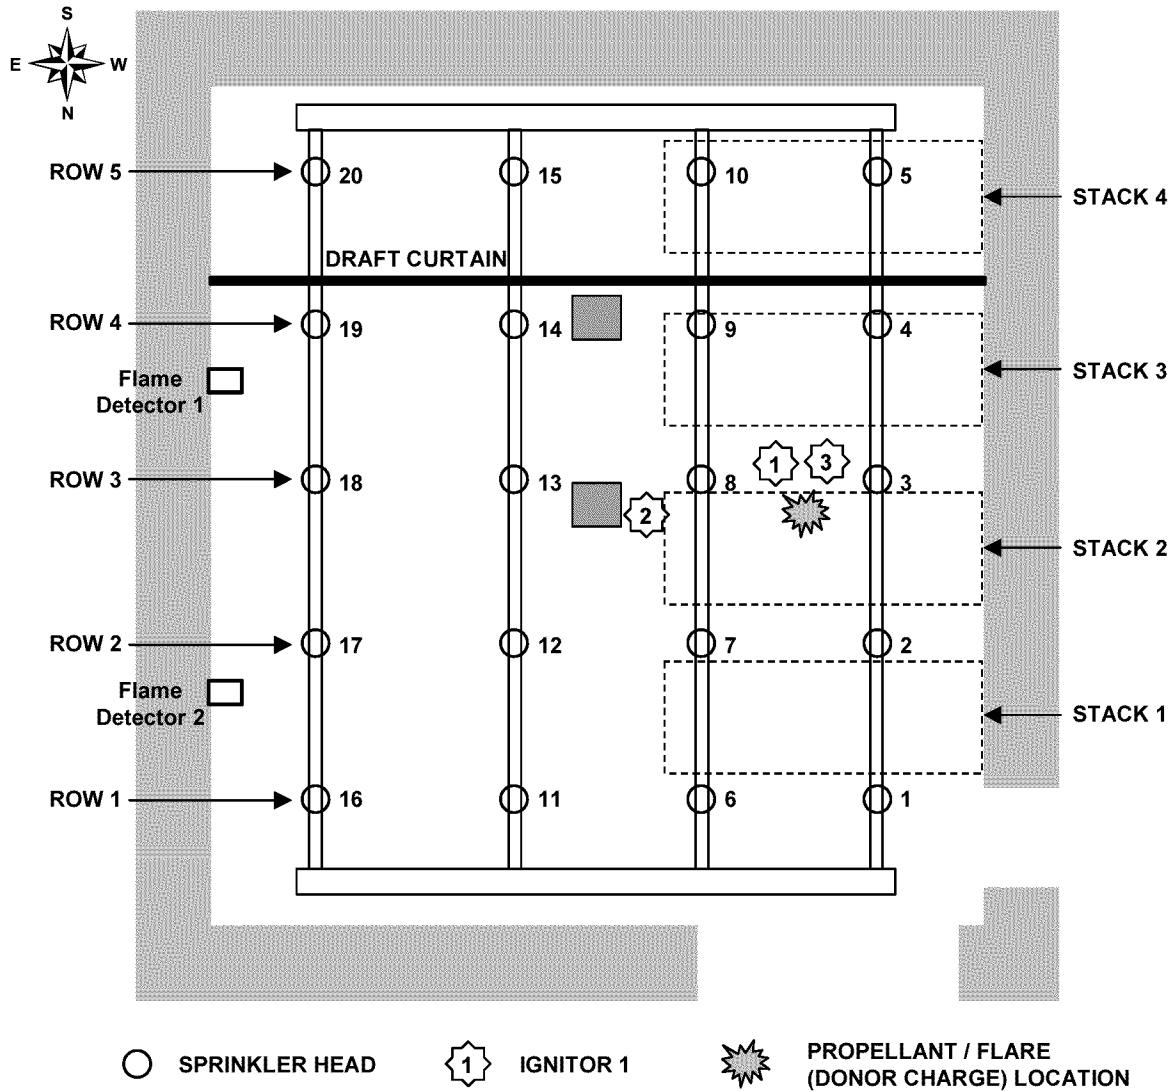 S
E W
N
ROW 5
20 15 10 5
STACK 4
DRAFT CURTAIN
ROW 4
19 14 9 4
Flame
Detector 1
STACK 3
1 3
ROW 3
18 13 8 3
2
STACK 2
ROW 2
17 12 7 2
Flame
Detector 2
STACK 1
ROW 1
16 11 6 1
SPRINKLER HEAD
1 IGNITOR 1
PROPELLANT / FLARE
(DONOR CHARGE) LOCATION